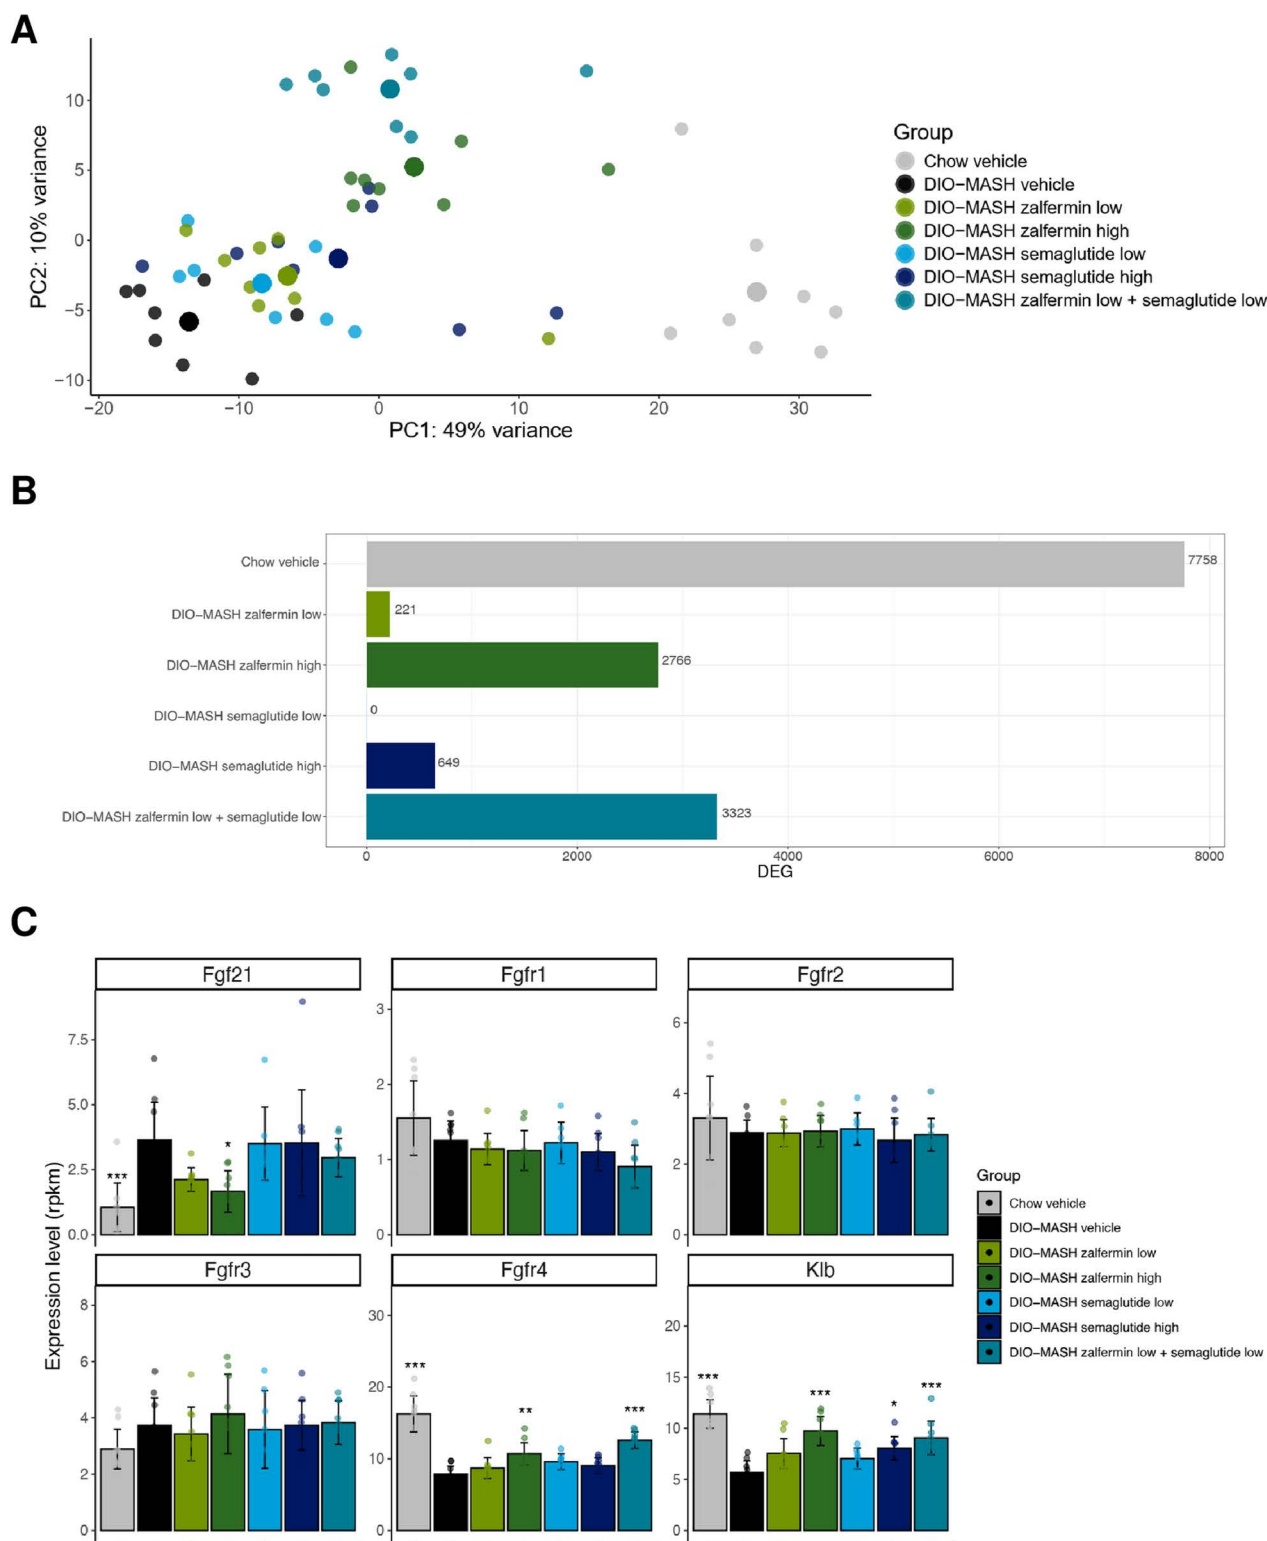 A
PC2: 10% variance
10
5
0
−5
−10
−20
−10
0
10
20
30
PC1: 49% variance
Group
Chow vehicle
DIO−MASH vehicle
DIO−MASH zalfermin low
DIO−MASH zalfermin high
DIO−MASH semaglutide low
DIO−MASH semaglutide high
DIO−MASH zalfermin low + semaglutide low
B
Chow vehicle
7758
DIO−MASH zalfermin low
221
DIO−MASH zalfermin high
2766
DIO−MASH semaglutide low
0
DIO−MASH semaglutide high
649
DIO−MASH zalfermin low + semaglutide low
3323
0
2000
4000
6000
8000
DEG
C
Expression level (rpkm)
Fgf21
7.5
5.0
2.5
0.0
***
*
Fgfr1
3
2
1
0
Fgfr2
6
4
2
0
Fgfr3
8
6
4
2
0
Fgfr4
30
20
10
0
***
**
***
Klb
20
15
10
5
0
***
***
*
***
Group
Chow vehicle
DIO−MASH vehicle
DIO−MASH zalfermin low
DIO−MASH zalfermin high
DIO−MASH semaglutide low
DIO−MASH semaglutide high
DIO−MASH zalfermin low + semaglutide low